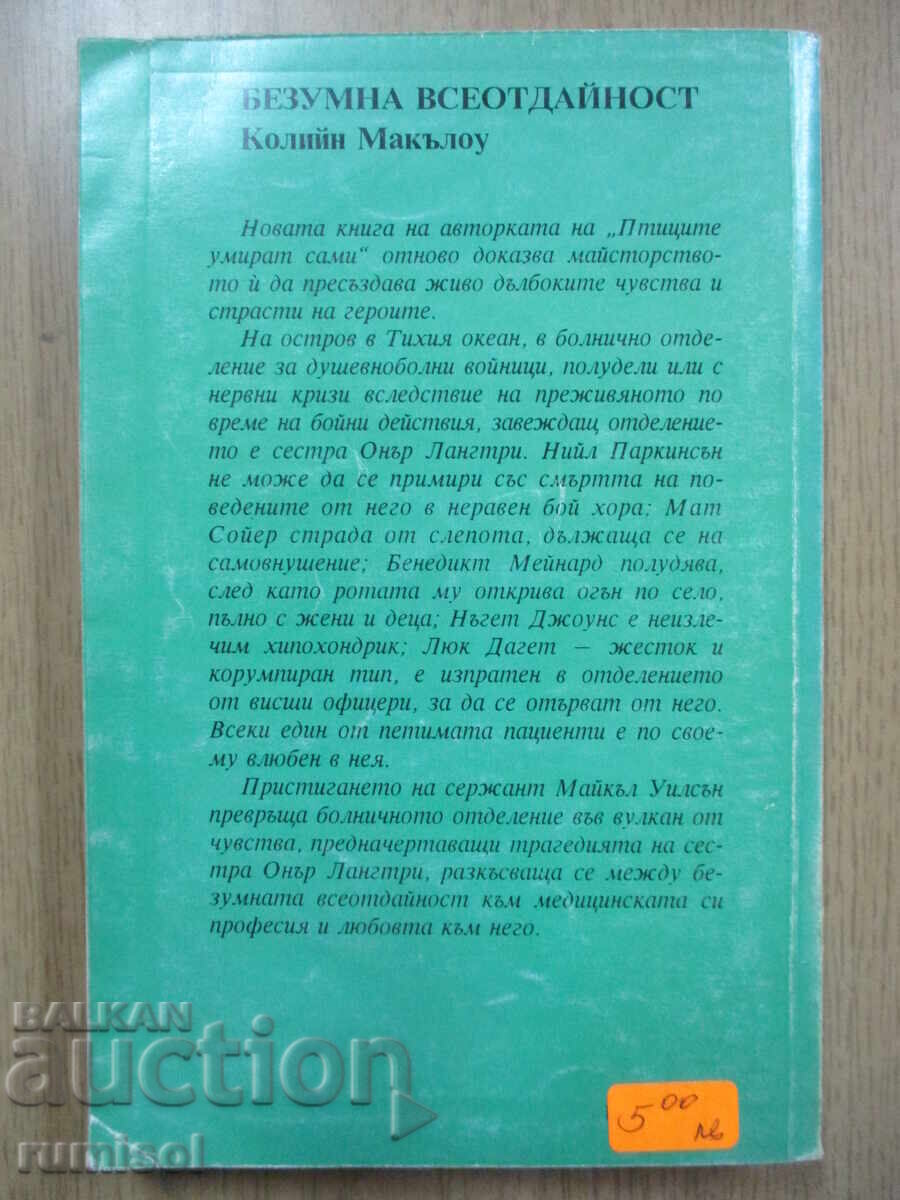 БЕЗУМНА ВСЕОТДАЙНОСТ
Колийн Макълоу
Новата книга на авторката на „Птиците
умират сами“ отново доказва майсторство-
то ѝ да пресъздава живо дълбоките чувства и
страсти на героите.
На остров в Тихия океан, в болнично отде-
ление за душевноболни войници, полудели или с
нервни кризи вследствие на преживяното по
време на бойни действия, завеждащ отделение-
то е сестра Онър Лангтри. Нийл Паркинсън
не може да се примири със смъртта на по-
ведените от него в неравен бой хора; Мат
Сойер страда от слепота, дължаща се на
самовнушение; Бенедикт Мейнард полудява,
след като ротата му открива огън по село,
пълно с жени и деца; Нъгет Джоунс е неизле-
чим хипохондрик; Люк Дагет – жесток и
корумпиран тип, е изпратен в отделението
от висши офицери, за да се отърват от него.
Всеки един от петимата пациенти е по свое-
му влюбен в нея.
Пристигането на сержант Майкъл Уилсън
превръща болничното отделение във вулкан от
чувства, предначертаващи трагедията на сес-
тра Онър Лангтри, разкъсваща се между бе-
зумната всеотдайност към медицинската си
професия и любовта към него.
BALKAN
auction
rumisol
5 00
лв